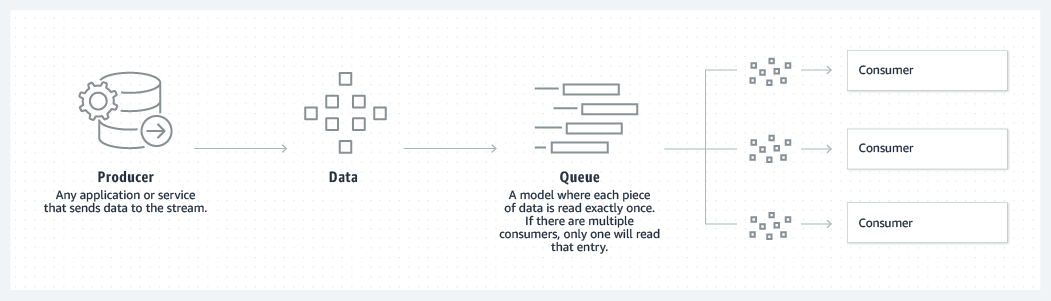 Producer
Any application or service
that sends data to the stream.
Data
Queue
A model where each piece
of data is read exactly once.
If there are multiple
consumers, only one will read
that entry.
Consumer
Consumer
Consumer